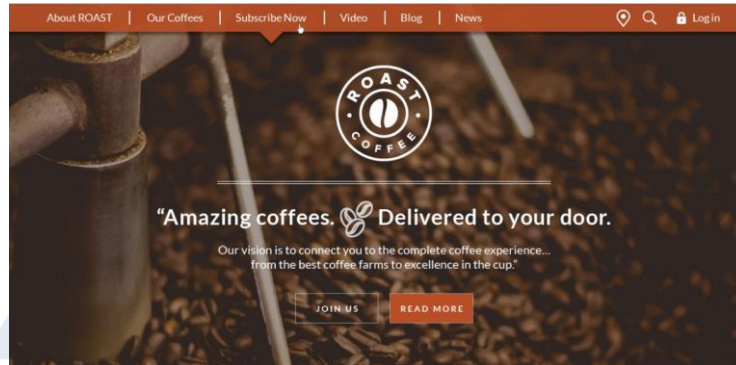 About ROAST | Our Coffees | Subscribe Now | Video | Blog | News Log in
ROAST
COFFEE
“Amazing coffees. Delivered to your door.
Our vision is to connect you to the complete coffee experience...
from the best coffee farms to excellence in the cup.”
JOIN US READ MORE